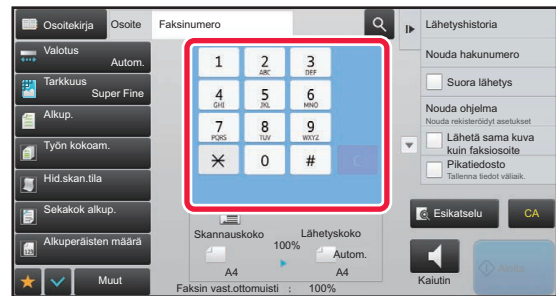 Osoitekirja
Osoite
Faksinumero
Valotus
Autom.
Tarkkuus
Super Fine
Alkup.
Työn kokoam.
Hid.skan.tila
Sekakok alkup.
Alkuperäisten määrä
Muut
1
2
ABC
3
DEF
4
GHI
5
JKL
6
MNO
7
PQRS
8
TUV
9
WXYZ
0
#
C
Skannauskoko
100%
Lähetyskoko
Autom.
A4
A4
Faksin vast.ottomuisti : 100%
Lähetyshistoria
Nouda hakunumero
Suora lähetys
Nouda ohjelma
Nouda rekisteröidyt asetukset
Lähetä sama kuva
kuin faksiosoite
Pikatiedosto
Tallenna tiedot väliaik.
Esikatselu
CA
Kaiutin
Aloita